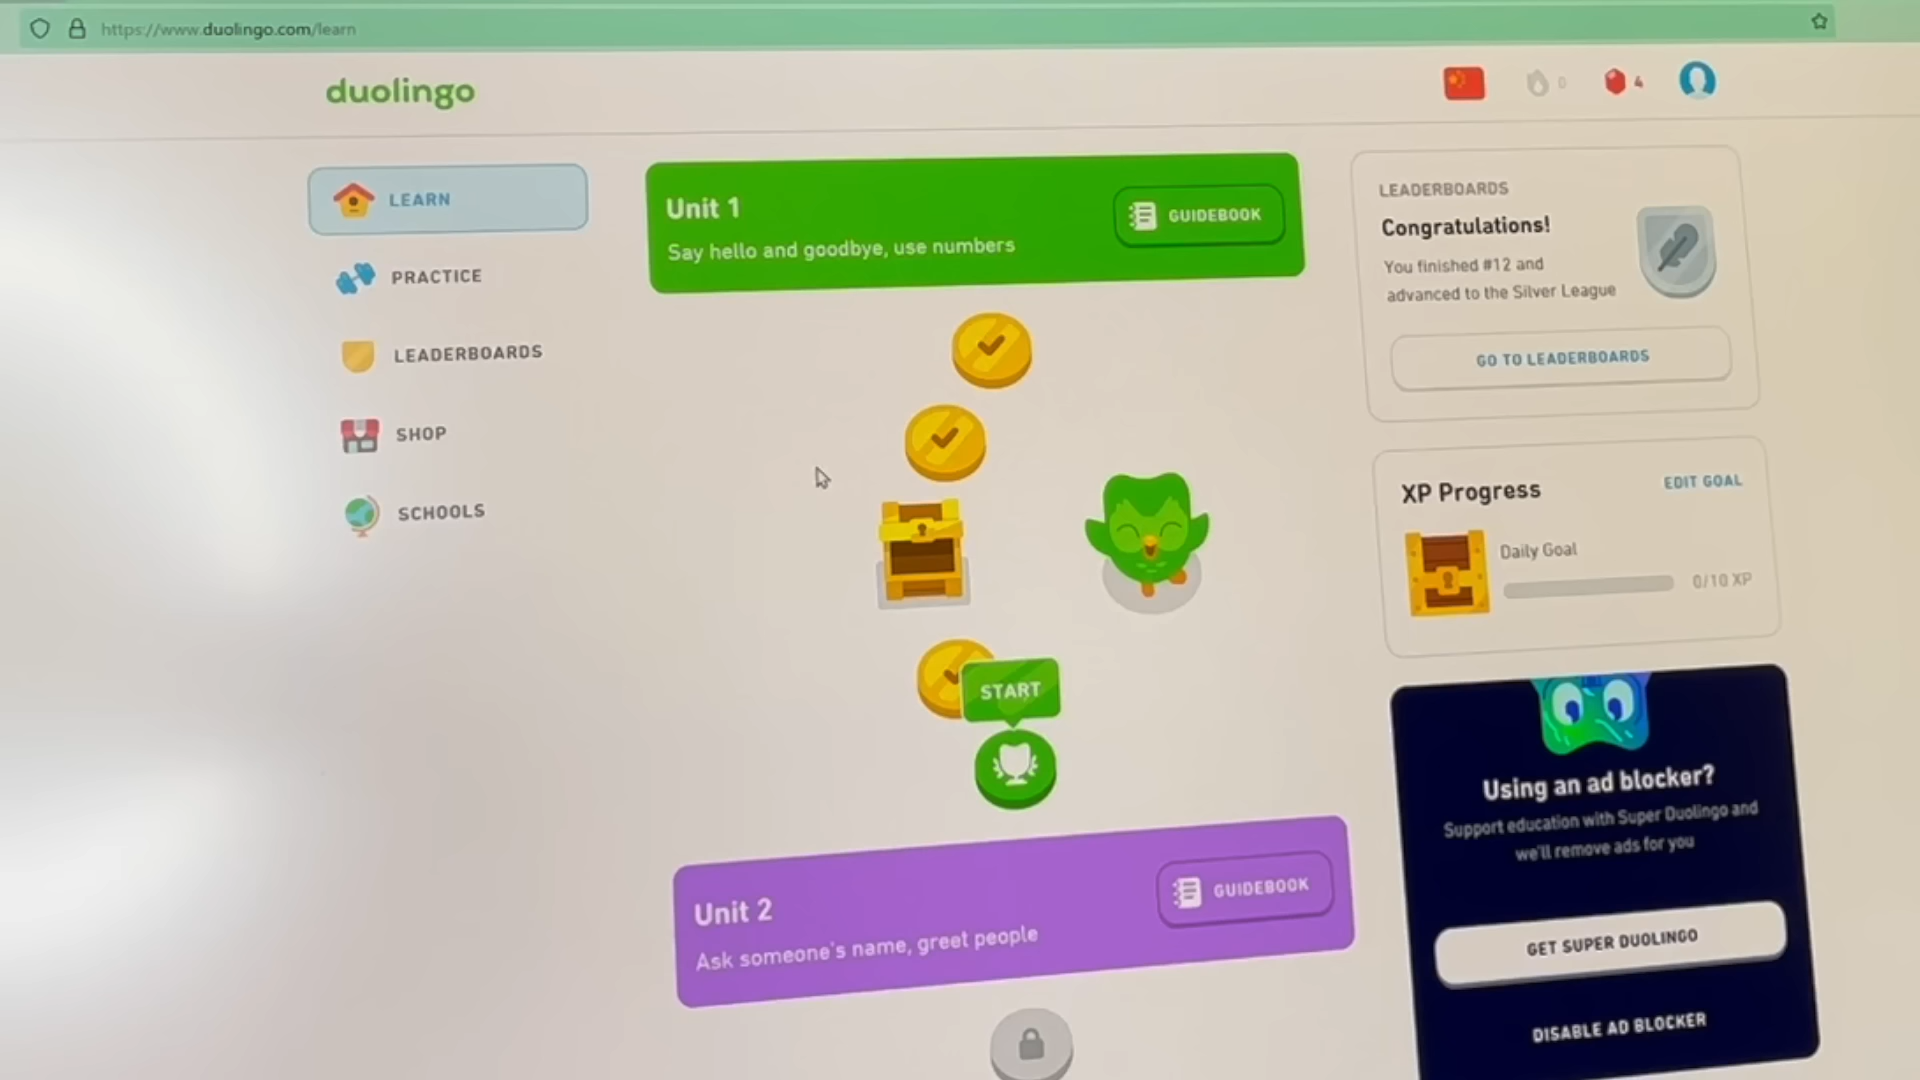 https://www.duolingo.com/learn
duolingo
0
4
LEARN
PRACTICE
LEADERBOARDS
SHOP
SCHOOLS
Unit 1
Say hello and goodbye, use numbers
GUIDEBOOK
START
Unit 2
Ask someone's name, greet people
GUIDEBOOK
LEADERBOARDS
Congratulations!
You finished #12 and
advanced to the Silver League
GO TO LEADERBOARDS
XP Progress
EDIT GOAL
Daily Goal
0/10 XP
Using an ad blocker?
Support education with Super Duolingo and
we'll remove ads for you
GET SUPER DUOLINGO
DISABLE AD BLOCKER